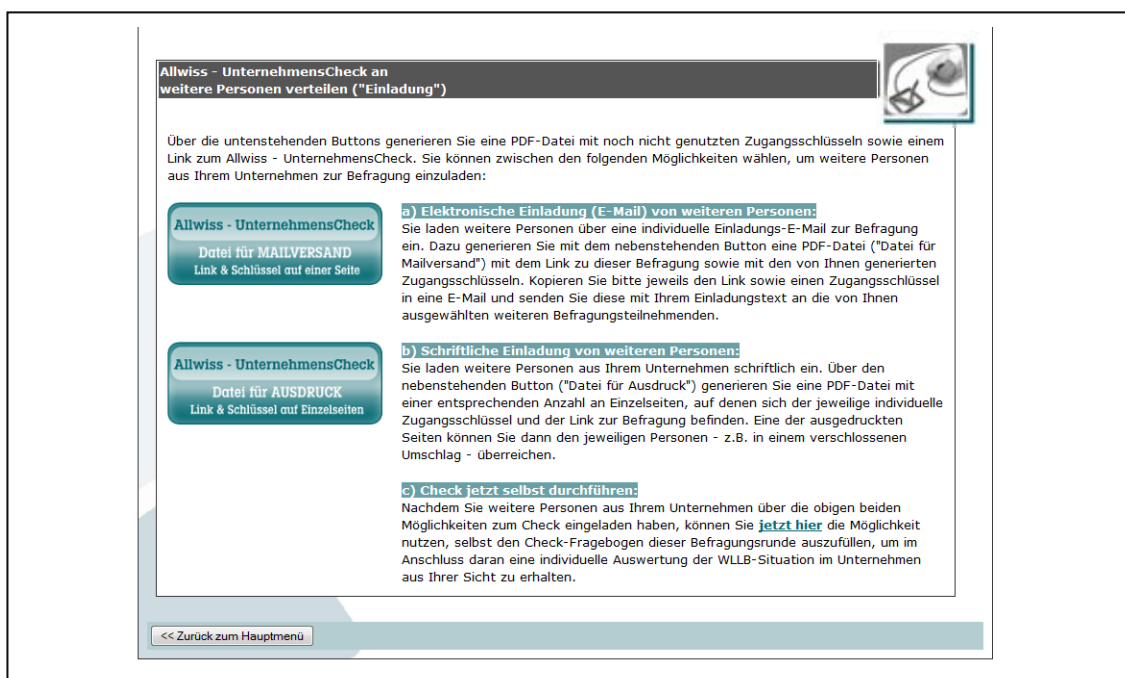 Allwiss - UnternehmensCheck an
weitere Personen verteilen ("Einladung")
Über die untenstehenden Buttons generieren Sie eine PDF-Datei mit noch nicht genutzten Zugangsschlüsseln sowie einem
Link zum Allwiss - UnternehmensCheck. Sie können zwischen den folgenden Möglichkeiten wählen, um weitere Personen
aus Ihrem Unternehmen zur Befragung einzuladen:
Allwiss - UnternehmensCheck
Datei für MAILVERSAND
Link & Schlüssel auf einer Seite
a) Elektronische Einladung (E-Mail) von weiteren Personen:
Sie laden weitere Personen über eine individuelle Einladungs-E-Mail zur Befragung
ein. Dazu generieren Sie mit dem nebenstehenden Button eine PDF-Datei ("Datei für
Mailversand") mit dem Link zu dieser Befragung sowie mit den von Ihnen generierten
Zugangsschlüsseln. Kopieren Sie bitte jeweils den Link sowie einen Zugangsschlüssel
in eine E-Mail und senden Sie diese mit Ihrem Einladungstext an die von Ihnen
ausgewählten weiteren Befragungsteilnehmenden.
Allwiss - UnternehmensCheck
Datei für AUSDRUCK
Link & Schlüssel auf Einzelseiten
b) Schriftliche Einladung von weiteren Personen:
Sie laden weitere Personen aus Ihrem Unternehmen schriftlich ein. Über den
nebenstehenden Button ("Datei für Ausdruck") generieren Sie eine PDF-Datei mit
einer entsprechenden Anzahl an Einzelseiten, auf denen sich der jeweilige individuelle
Zugangsschlüssel und der Link zur Befragung befinden. Eine der ausgedruckten
Seiten können Sie dann den jeweiligen Personen - z.B. in einem verschlossenen
Umschlag - überreichen.
c) Check jetzt selbst durchführen:
Nachdem Sie weitere Personen aus Ihrem Unternehmen über die obigen beiden
Möglichkeiten zum Check eingeladen haben, können Sie jetzt hier die Möglichkeit
nutzen, selbst den Check-Fragebogen dieser Befragungsrunde auszufüllen, um im
Anschluss daran eine individuelle Auswertung der WLLB-Situation im Unternehmen
aus Ihrer Sicht zu erhalten.
<< Zurück zum Hauptmenü